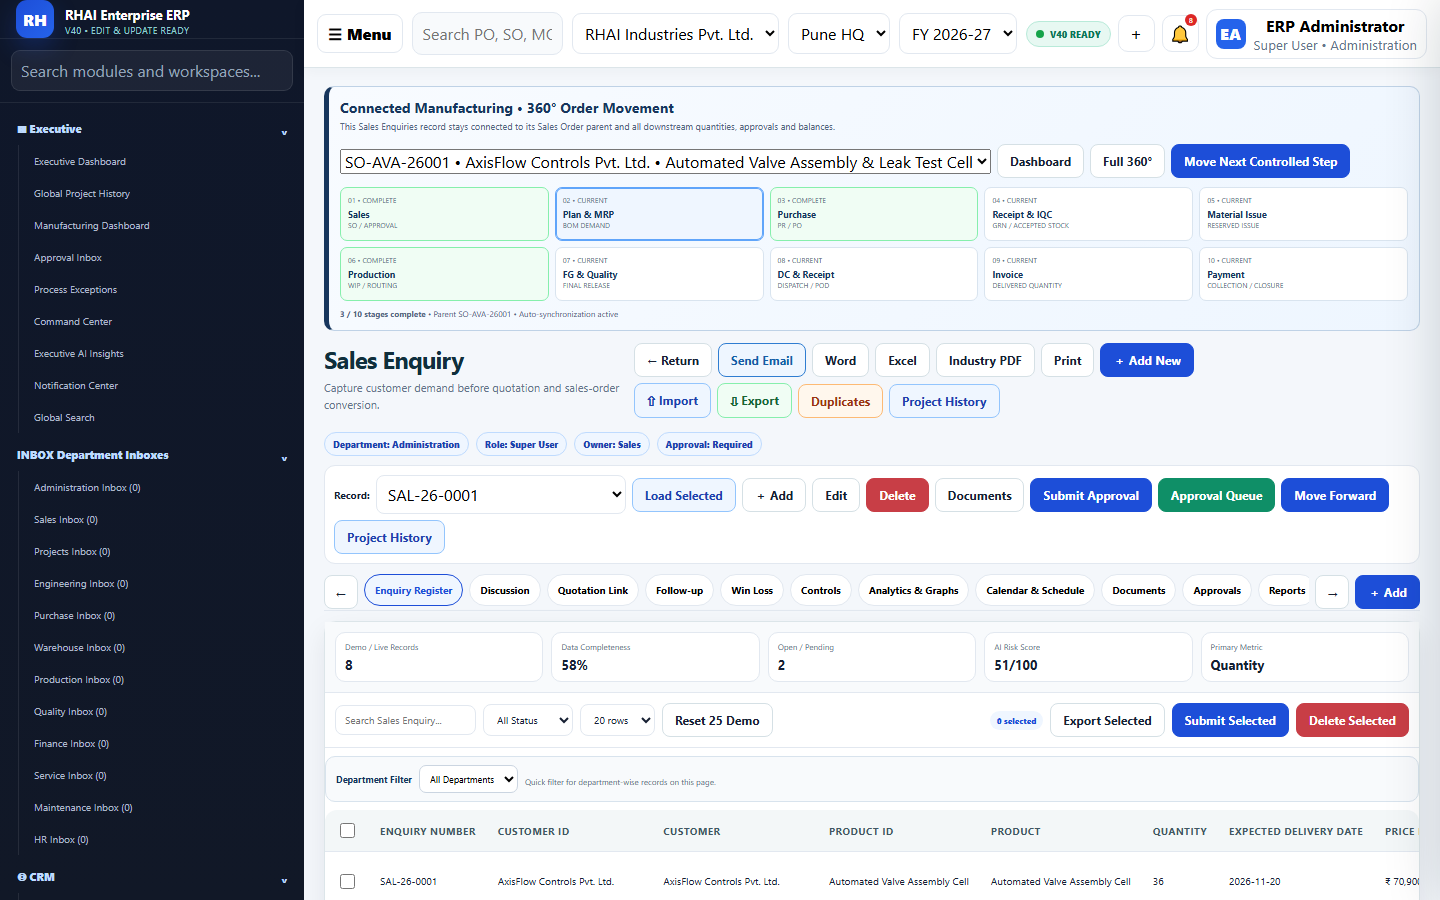 RH
RHAI Enterprise ERP
V40 • EDIT & UPDATE READY
Search modules and workspaces...
Executive
Executive Dashboard
Global Project History
Manufacturing Dashboard
Approval Inbox
Process Exceptions
Command Center
Executive AI Insights
Notification Center
Global Search
INBOX Department Inboxes
Administration Inbox (0)
Sales Inbox (0)
Projects Inbox (0)
Engineering Inbox (0)
Purchase Inbox (0)
Warehouse Inbox (0)
Production Inbox (0)
Quality Inbox (0)
Finance Inbox (0)
Service Inbox (0)
Maintenance Inbox (0)
HR Inbox (0)
CRM
☰ Menu
Search PO, SO, MC
RHAI Industries Pvt. Ltd.
Pune HQ
FY 2026-27
V40 READY
+
8
EA
ERP Administrator
Super User • Administration
Connected Manufacturing • 360° Order Movement
This Sales Enquiries record stays connected to its Sales Order parent and all downstream quantities, approvals and balances.
SO-AVA-26001 • AxisFlow Controls Pvt. Ltd. • Automated Valve Assembly & Leak Test Cell
Dashboard
Full 360°
Move Next Controlled Step
01 • COMPLETE
Sales
SO / APPROVAL
02 • CURRENT
Plan & MRP
BOM DEMAND
03 • COMPLETE
Purchase
PR / PO
04 • CURRENT
Receipt & IQC
GRN / ACCEPTED STOCK
05 • CURRENT
Material Issue
RESERVED ISSUE
06 • COMPLETE
Production
WIP / ROUTING
07 • CURRENT
FG & Quality
FINAL RELEASE
08 • CURRENT
DC & Receipt
DISPATCH / POD
09 • CURRENT
Invoice
DELIVERED QUANTITY
10 • CURRENT
Payment
COLLECTION / CLOSURE
3 / 10 stages complete • Parent SO-AVA-26001 • Auto-synchronization active
Sales Enquiry
Capture customer demand before quotation and sales-order
conversion.
← Return
Send Email
Word
Excel
Industry PDF
Print
+ Add New
⇧ Import
⇩ Export
Duplicates
Project History
Department: Administration
Role: Super User
Owner: Sales
Approval: Required
Record:
SAL-26-0001
Load Selected
+ Add
Edit
Delete
Documents
Submit Approval
Approval Queue
Move Forward
Project History
←
Enquiry Register
Discussion
Quotation Link
Follow-up
Win Loss
Controls
Analytics & Graphs
Calendar & Schedule
Documents
Approvals
Reports
→
+ Add
Demo / Live Records
8
Data Completeness
58%
Open / Pending
2
AI Risk Score
51/100
Primary Metric
Quantity
Search Sales Enquiry...
All Status
20 rows
Reset 25 Demo
0 selected
Export Selected
Submit Selected
Delete Selected
Department Filter
All Departments
Quick filter for department-wise records on this page.
ENQUIRY NUMBER
CUSTOMER ID
CUSTOMER
PRODUCT ID
PRODUCT
QUANTITY
EXPECTED DELIVERY DATE
PRICE
SAL-26-0001
AxisFlow Controls Pvt. Ltd.
AxisFlow Controls Pvt. Ltd.
Automated Valve Assembly Cell
Automated Valve Assembly Cell
36
2026-11-20
₹ 70,900